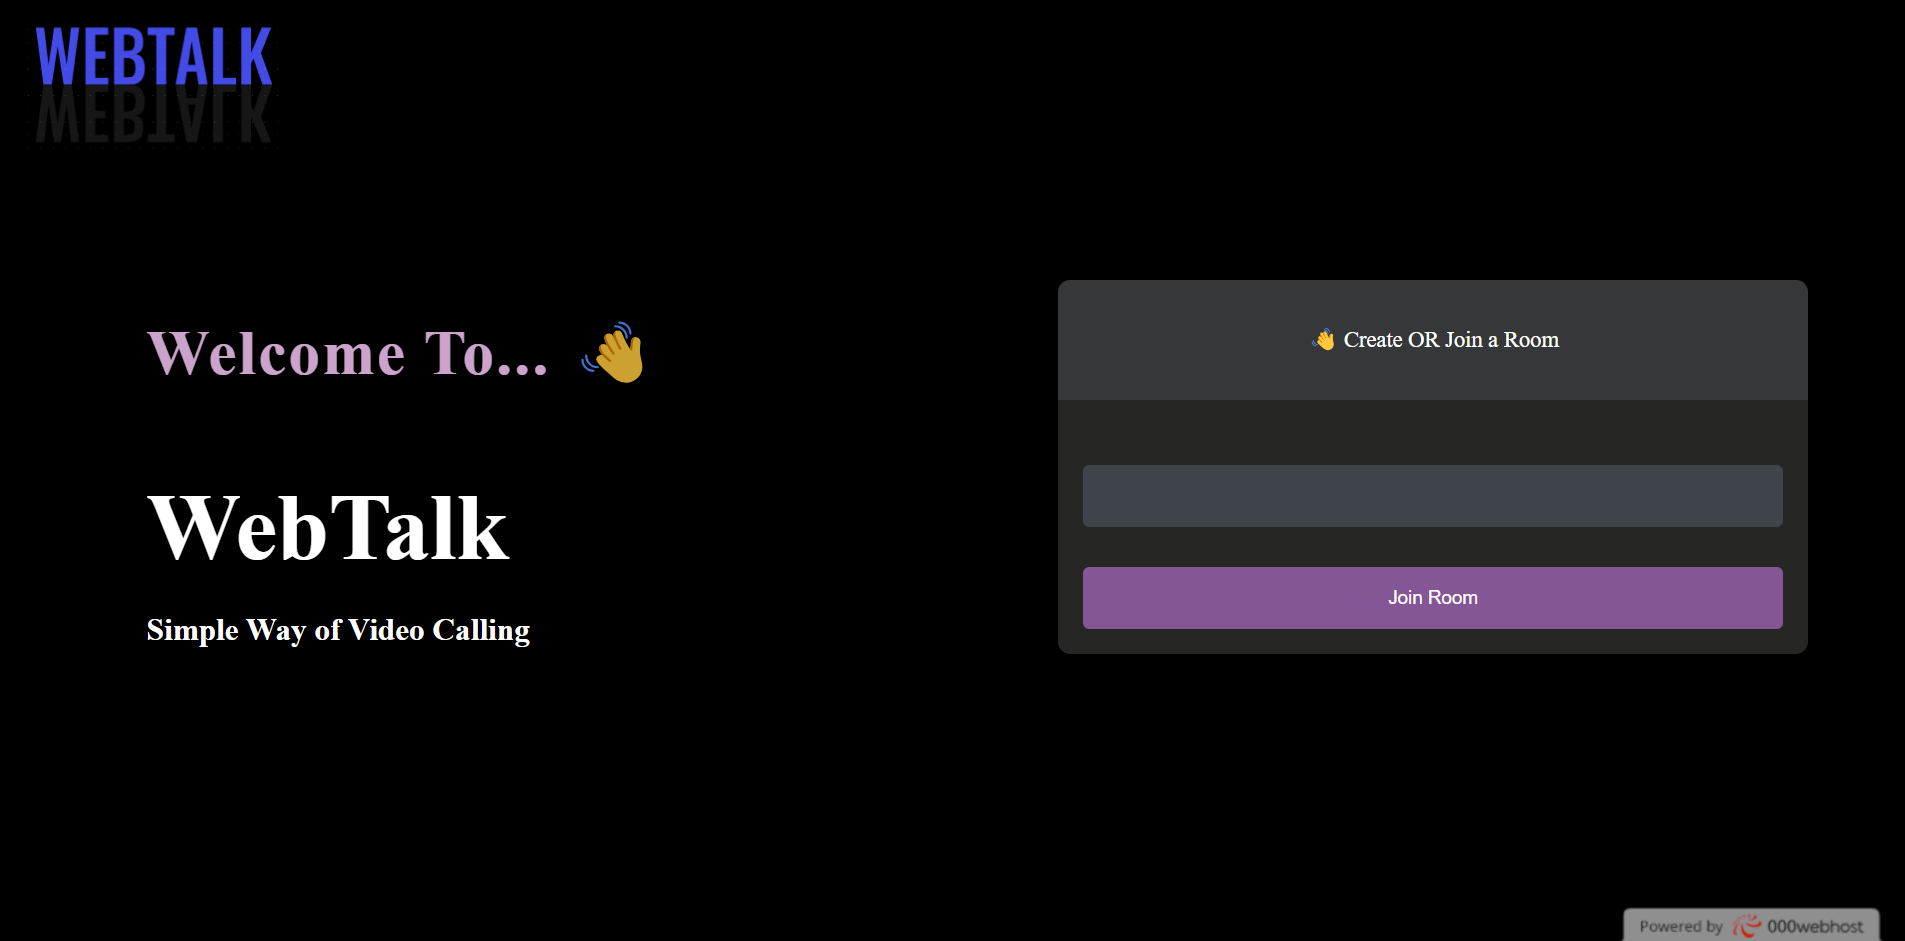 WEBTALK
Welcome To... 👋
WebTalk
Simple Way of Video Calling
👋 Create OR Join a Room
Join Room
Powered by 000webhost